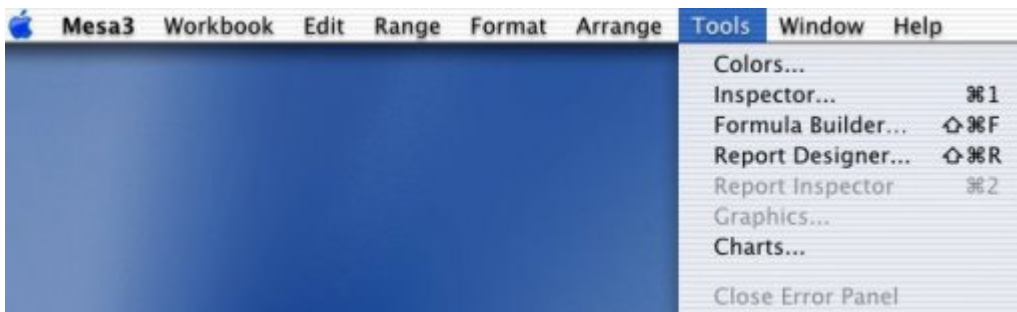 Mesa3 Workbook Edit Range Format Arrange Tools Window Help
Colors...
Inspector... ⌘1
Formula Builder... ⇧⌘F
Report Designer... ⇧⌘R
Report Inspector ⌘2
Graphics...
Charts...
Close Error Panel